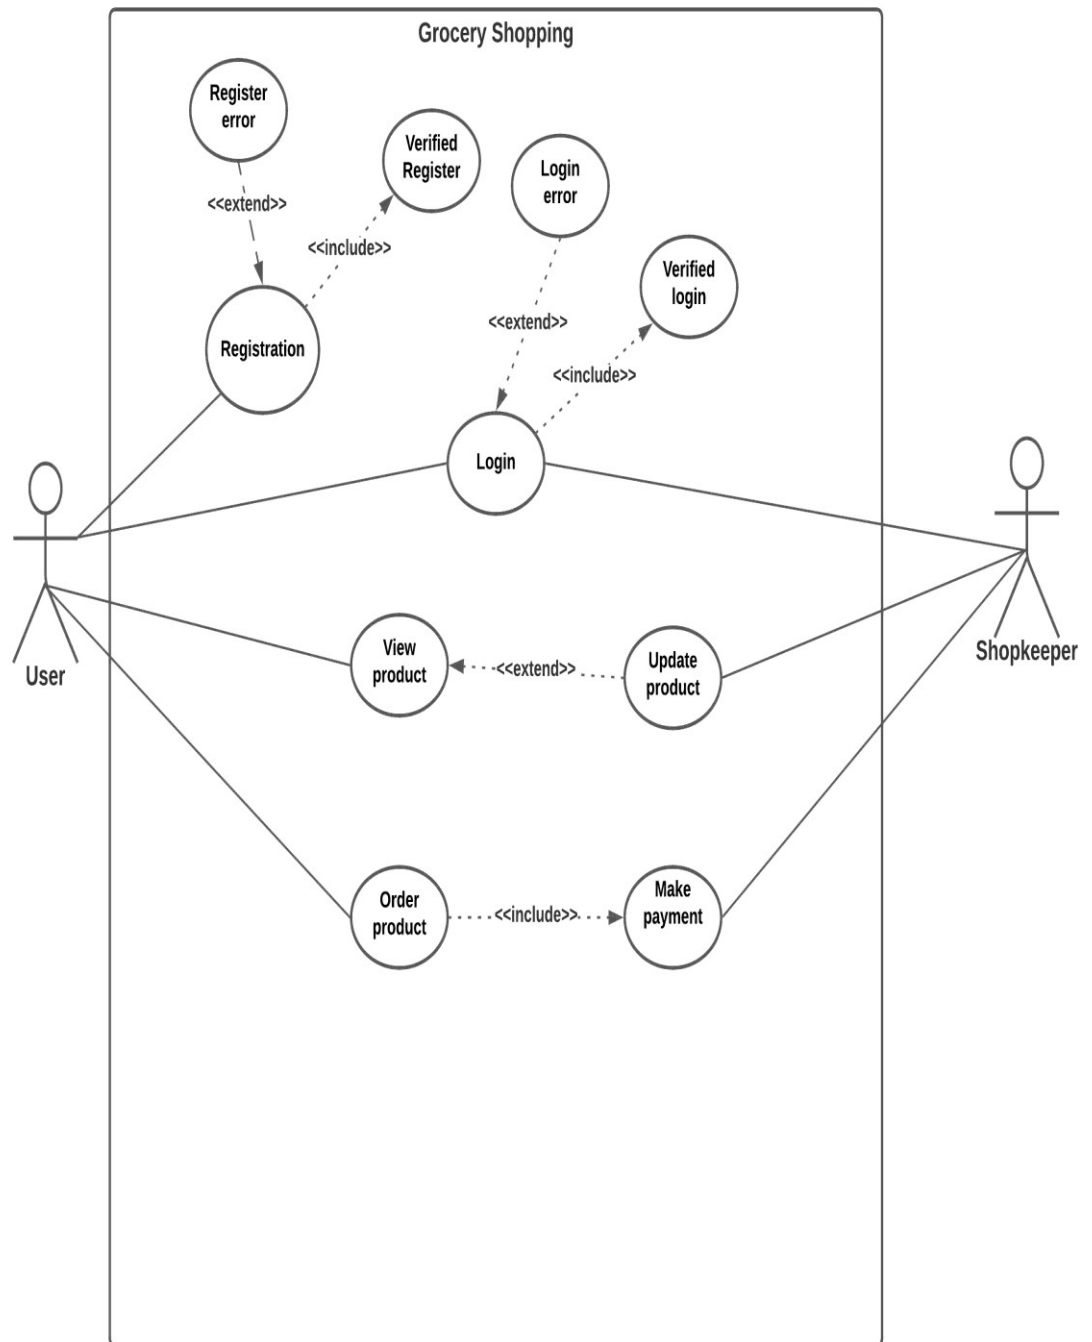 Grocery Shopping
Register
error
Verified
Register
Login
error
<<extend>>
<<include>>
Verified
login
<<extend>>
Registration
<<include>>
Login
User
View
product
<<extend>>
Update
product
Shopkeeper
Order
product
<<include>>
Make
payment